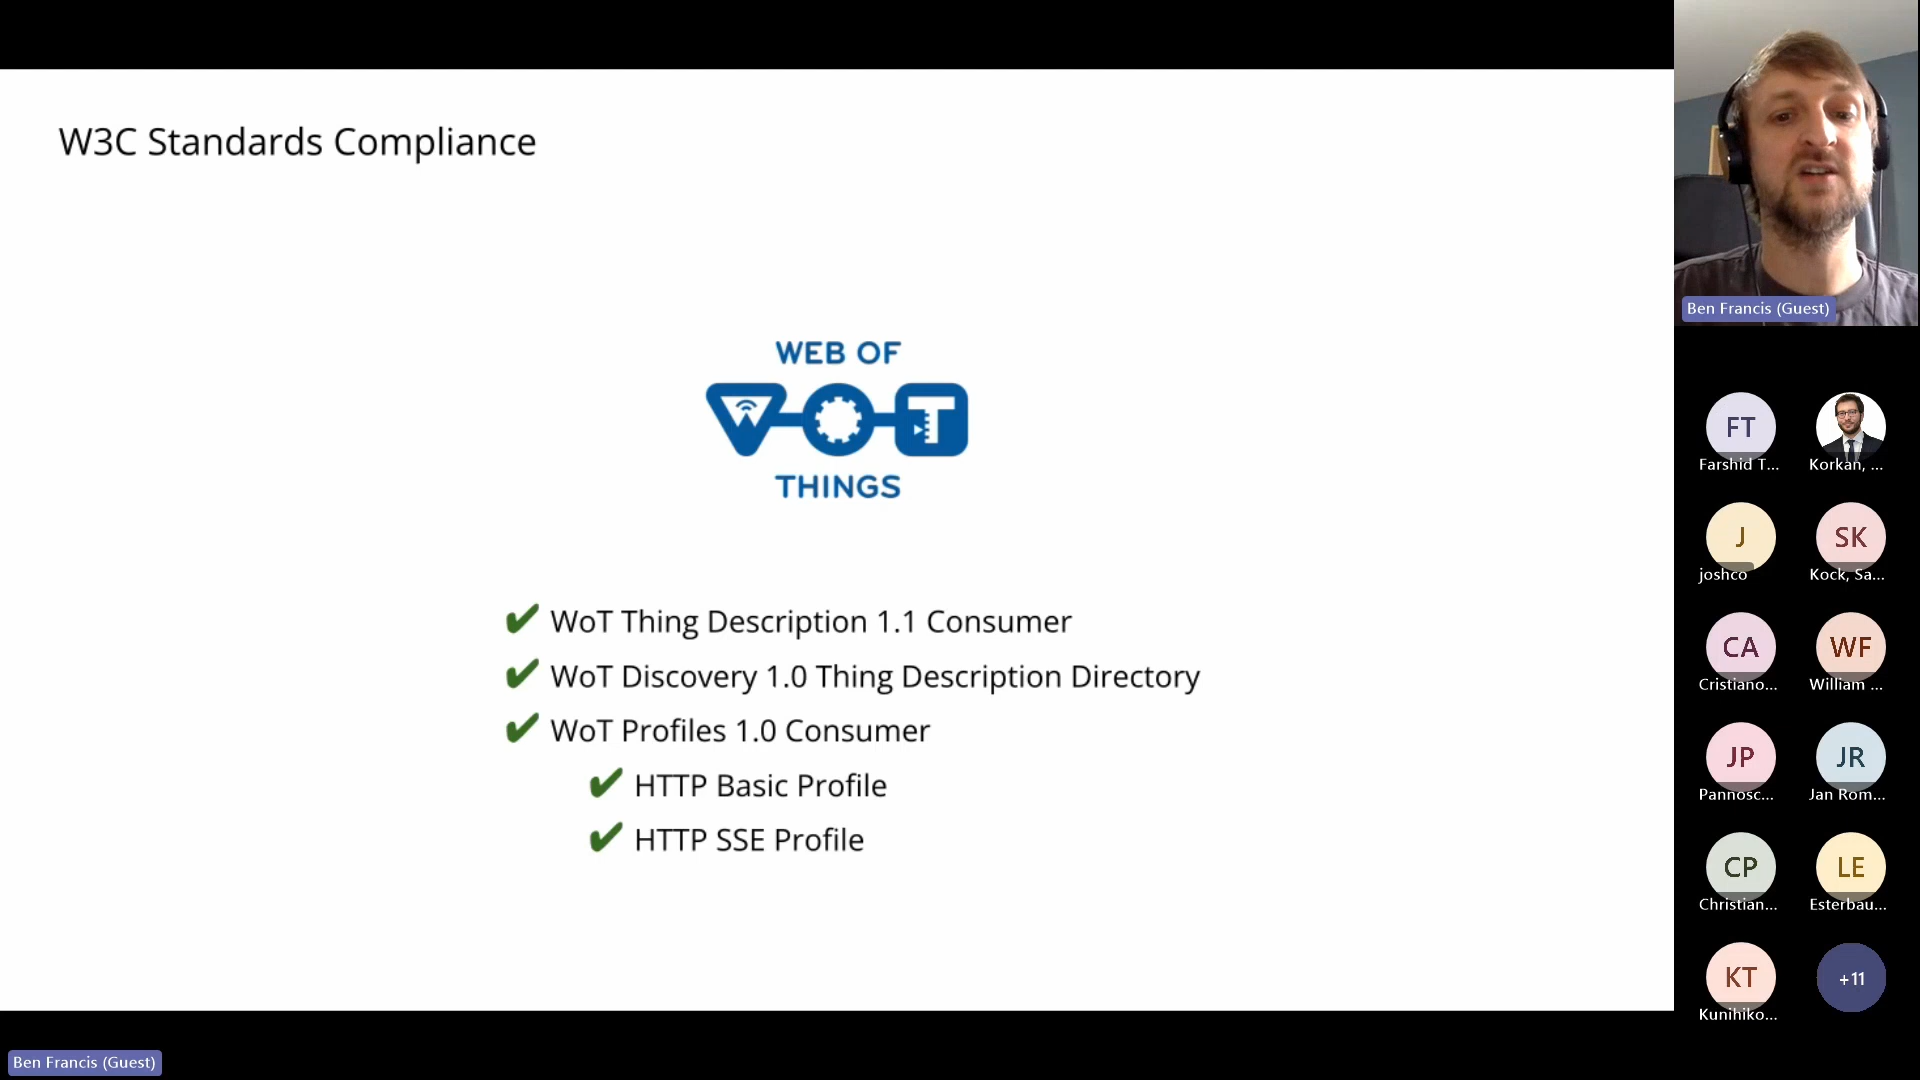 W3C Standards Compliance
WEB OF
WOT
THINGS
✔ WoT Thing Description 1.1 Consumer
✔ WoT Discovery 1.0 Thing Description Directory
✔ WoT Profiles 1.0 Consumer
✔ HTTP Basic Profile
✔ HTTP SSE Profile
Ben Francis (Guest)
Ben Francis (Guest)
FT
Farshid T...
Korkan, ...
J
SK
joshco
Kock, Sa...
CA
WF
Cristiano...
William ...
JP
JR
Pannosc...
Jan Rom...
CP
LE
Christian...
Esterbau...
KT
+11
Kunihiko...